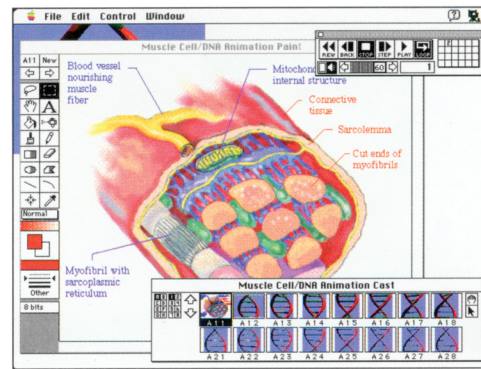 File Edit Control Window
Muscle Cell/DNA Animation Paint
REW BACK STOP STEP PLAY LOOP
60
1
A11 New
Normal
Other
8 bits
Blood vessel
nourishing
muscle
fiber
internal structure
Connective
tissue
Sarcolemma
Cut ends of
myofibrils
Myofibril with
sarcoplasmic
reticulum
Muscle Cell/DNA Animation Cast
A11 A12 A13 A14 A15 A16 A17 A18
A21 A22 A23 A24 A25 A26 A27 A28